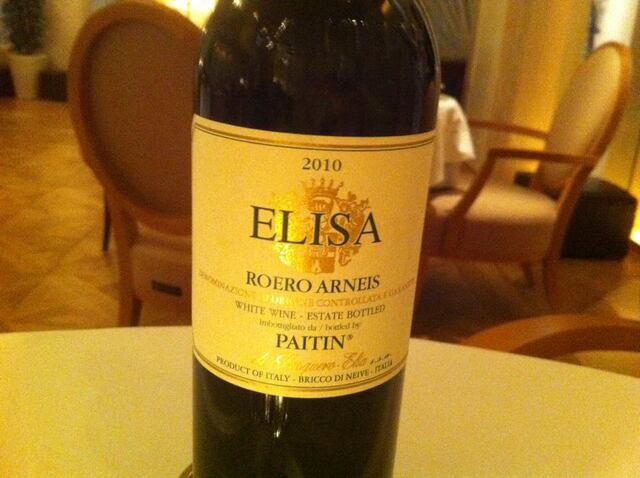 2010
ELISA
ROERO ARNEIS
DENOMINAZIONE DI ORIGINE CONTROLLATA E GARANTITA
WHITE WINE - ESTATE BOTTLED
imbottigliato da / bottled by:
PAITIN®
Elia s.s.a.
PRODUCT OF ITALY - BRICCO DI NEIVE - ITALIA